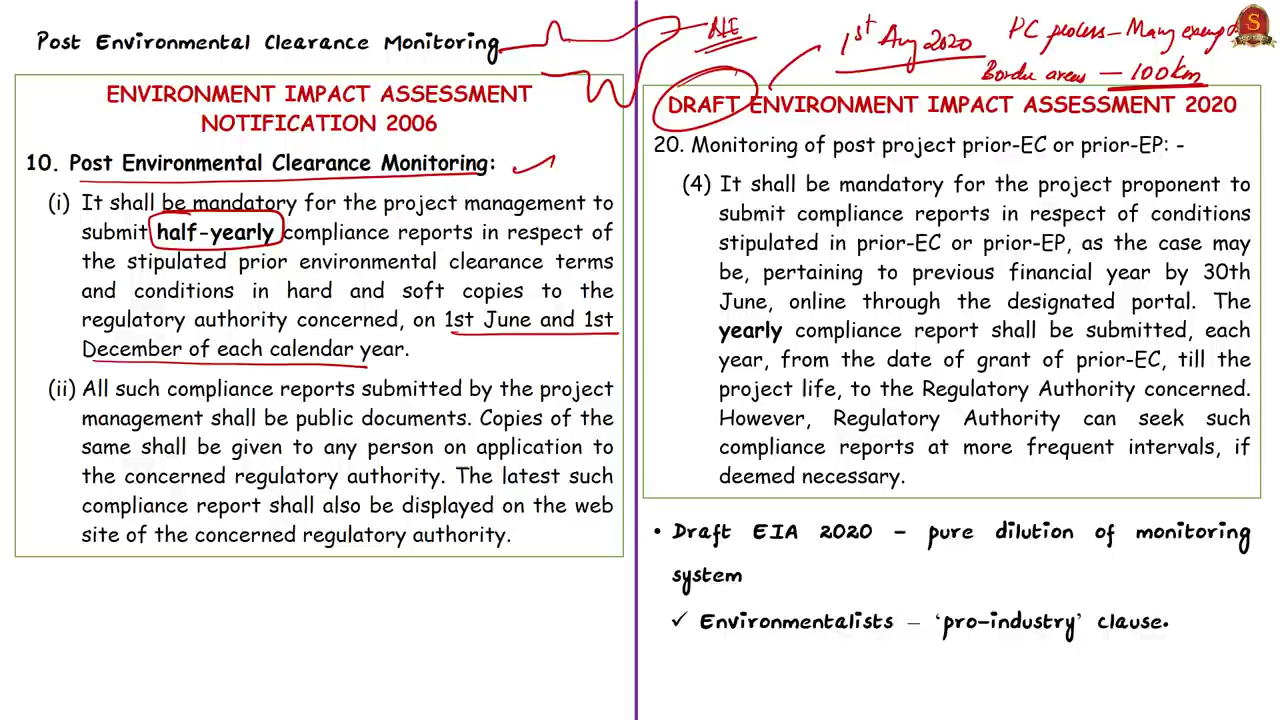 Post Environmental Clearance Monitoring
1st Aug 2020
PC process – Many exempt
Border areas – 100km
ENVIRONMENT IMPACT ASSESSMENT
NOTIFICATION 2006
10. Post Environmental Clearance Monitoring:
(i) It shall be mandatory for the project management to
submit half-yearly compliance reports in respect of
the stipulated prior environmental clearance terms
and conditions in hard and soft copies to the
regulatory authority concerned, on 1st June and 1st
December of each calendar year.
(ii) All such compliance reports submitted by the project
management shall be public documents. Copies of the
same shall be given to any person on application to
the concerned regulatory authority. The latest such
compliance report shall also be displayed on the web
site of the concerned regulatory authority.
DRAFT ENVIRONMENT IMPACT ASSESSMENT 2020
20. Monitoring of post project prior-EC or prior-EP: -
(4) It shall be mandatory for the project proponent to
submit compliance reports in respect of conditions
stipulated in prior-EC or prior-EP, as the case may
be, pertaining to previous financial year by 30th
June, online through the designated portal. The
yearly compliance report shall be submitted, each
year, from the date of grant of prior-EC, till the
project life, to the Regulatory Authority concerned.
However, Regulatory Authority can seek such
compliance reports at more frequent intervals, if
deemed necessary.
• Draft EIA 2020 – pure dilution of monitoring
system
✓ Environmentalists – 'pro-industry' clause.